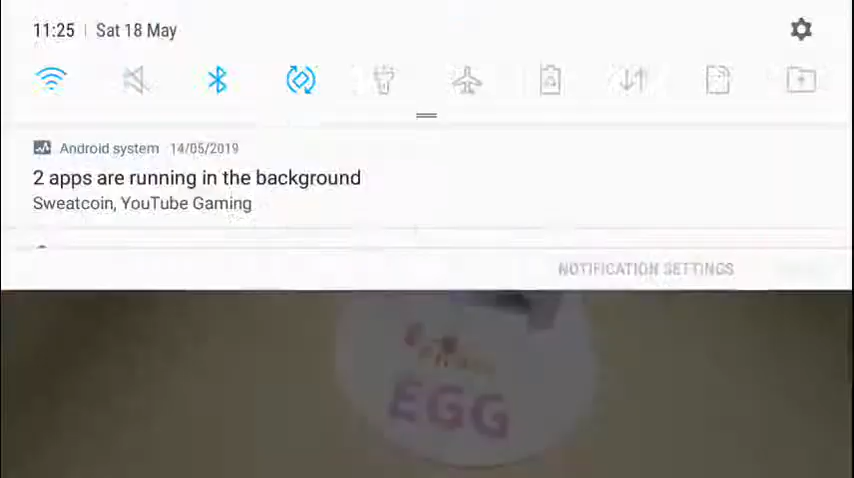 11:25 | Sat 18 May
Android system 14/05/2019
2 apps are running in the background
Sweatcoin, YouTube Gaming
NOTIFICATION SETTINGS
EGG